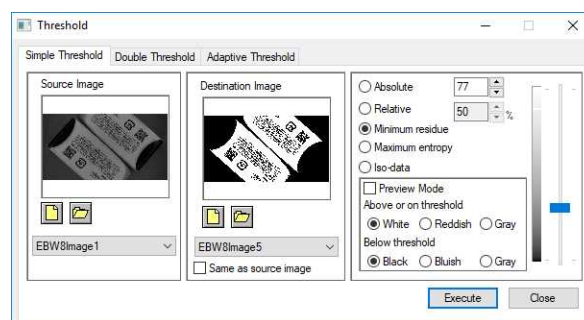 Threshold
Simple Threshold Double Threshold Adaptive Threshold
Source Image
EBW8Image1
Destination Image
EBW8Image5
Same as source image
Absolute 77
Relative 50 %
Minimum residue
Maximum entropy
Iso-data
Preview Mode
Above or on threshold
White Reddish Gray
Below threshold
Black Bluish Gray
Execute Close